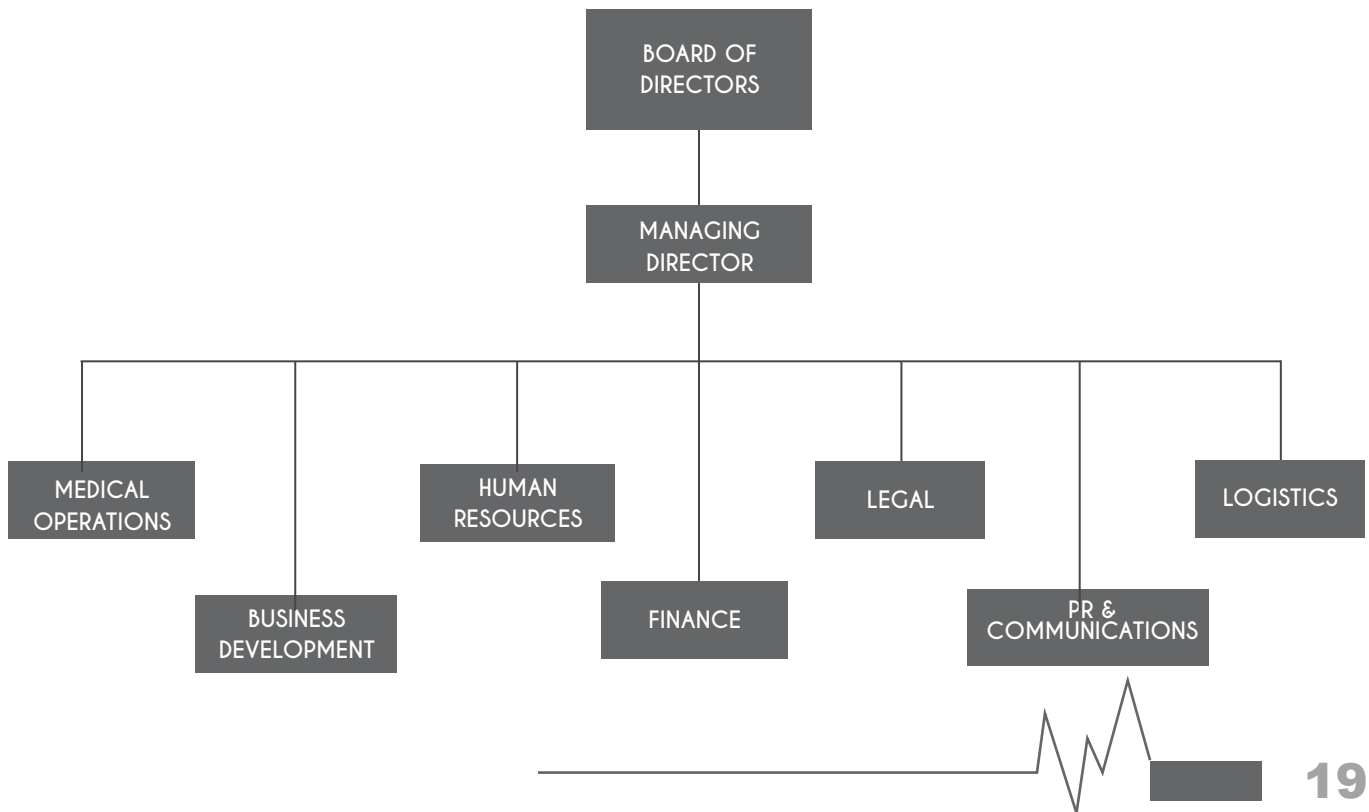 BOARD OF
DIRECTORS
MANAGING
DIRECTOR
MEDICAL
OPERATIONS
BUSINESS
DEVELOPMENT
HUMAN
RESOURCES
FINANCE
LEGAL
PR &
COMMUNICATIONS
LOGISTICS
19